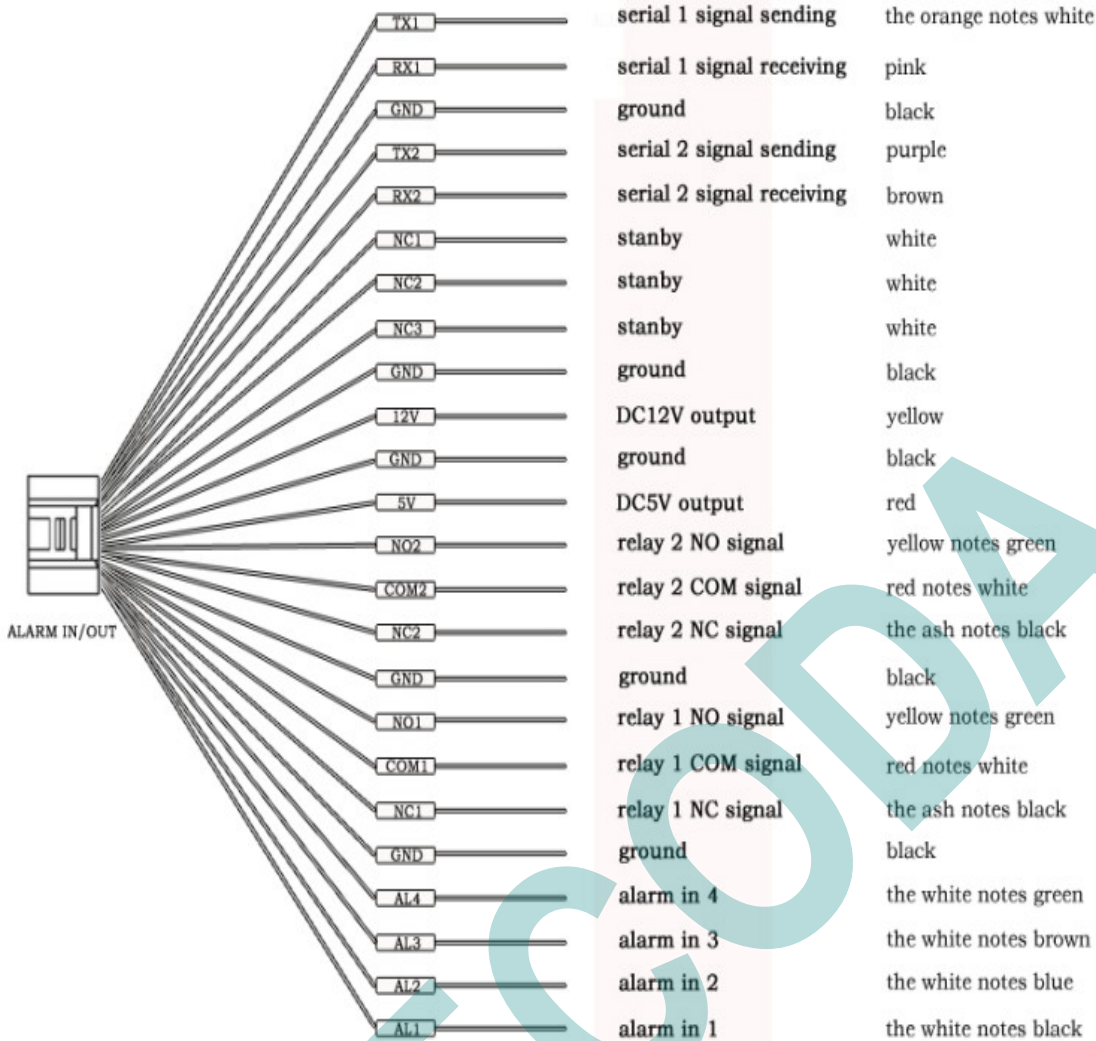 TX1 serial 1 signal sending the orange notes white
RX1 serial 1 signal receiving pink
GND ground black
TX2 serial 2 signal sending purple
RX2 serial 2 signal receiving brown
NC1 stanby white
NC2 stanby white
NC3 stanby white
GND ground black
12V DC12V output yellow
GND ground black
5V DC5V output red
NO2 relay 2 NO signal yellow notes green
COM2 relay 2 COM signal red notes white
ALARM IN/OUT
NC2 relay 2 NC signal the ash notes black
GND ground black
NO1 relay 1 NO signal yellow notes green
COM1 relay 1 COM signal red notes white
NC1 relay 1 NC signal the ash notes black
GND ground black
AL4 alarm in 4 the white notes green
AL3 alarm in 3 the white notes brown
AL2 alarm in 2 the white notes blue
AL1 alarm in 1 the white notes black